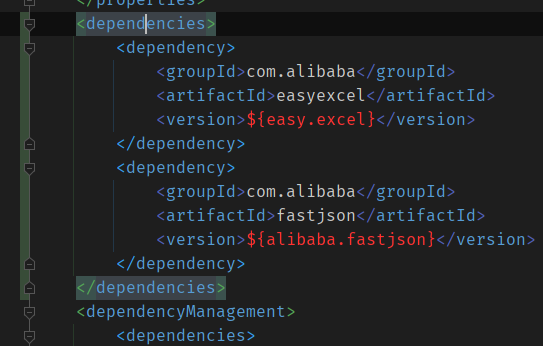 </properties>
<dependencies>
<dependency>
<groupId>com.alibaba</groupId>
<artifactId>easyexcel</artifactId>
<version>${easy.excel}</version>
</dependency>
<dependency>
<groupId>com.alibaba</groupId>
<artifactId>fastjson</artifactId>
<version>${alibaba.fastjson}</version>
</dependency>
</dependencies>
<dependencyManagement>
<dependencies>